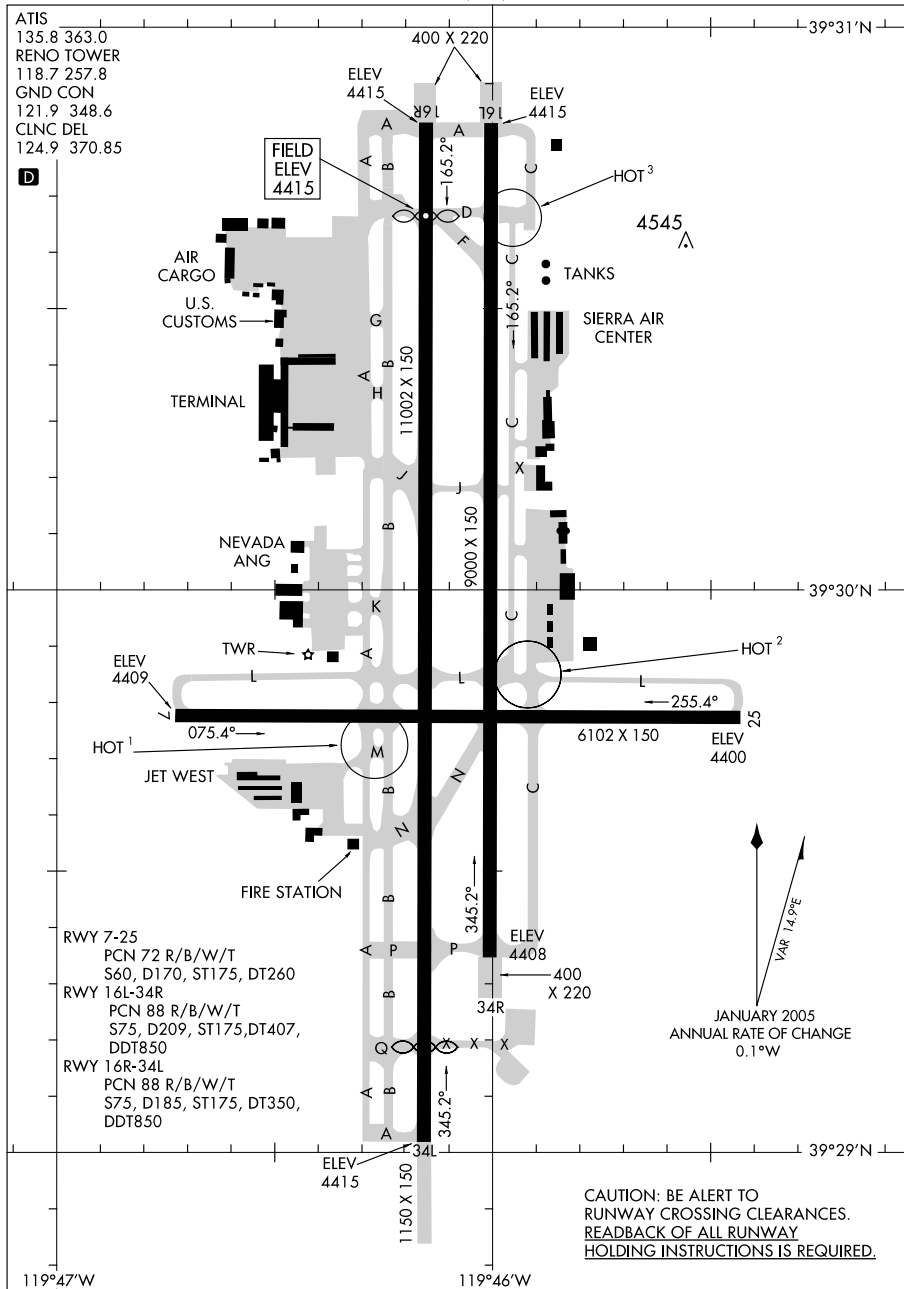 ATIS
135.8 363.0
RENO TOWER
118.7 257.8
GND CON
121.9 348.6
CLNC DEL
124.9 370.85
D
400 X 220
39°31'N
ELEV
4415
ELEV
4415
16R
16L
A
A
A
B
C
FIELD
ELEV
4415
165.2°
HOT 3
D
F
4545
C
TANKS
AIR
CARGO
U.S.
CUSTOMS
165.2°
SIERRA AIR
CENTER
G
B
A
H
TERMINAL
11002 X 150
C
X
J
J
B
9000 X 150
NEVADA
ANG
39°30'N
K
C
TWR
A
HOT 2
ELEV
4409
L
L
L
7
255.4°
25
075.4°
6102 X 150
ELEV
4400
HOT 1
M
JET WEST
B
N
C
N
FIRE STATION
B
345.2°
VAR 14.9°E
RWY 7-25
PCN 72 R/B/W/T
S60, D170, ST175, DT260
RWY 16L-34R
PCN 88 R/B/W/T
S75, D209, ST175,DT407,
DDT850
RWY 16R-34L
PCN 88 R/B/W/T
S75, D185, ST175, DT350,
DDT850
A
P
P
ELEV
4408
400
X 220
34R
B
JANUARY 2005
ANNUAL RATE OF CHANGE
0.1°W
Q
X X X
A
B
345.2°
A
34L
39°29'N
ELEV
4415
1150 X 150
CAUTION: BE ALERT TO
RUNWAY CROSSING CLEARANCES.
READBACK OF ALL RUNWAY
HOLDING INSTRUCTIONS IS REQUIRED.
119°47'W
119°46'W